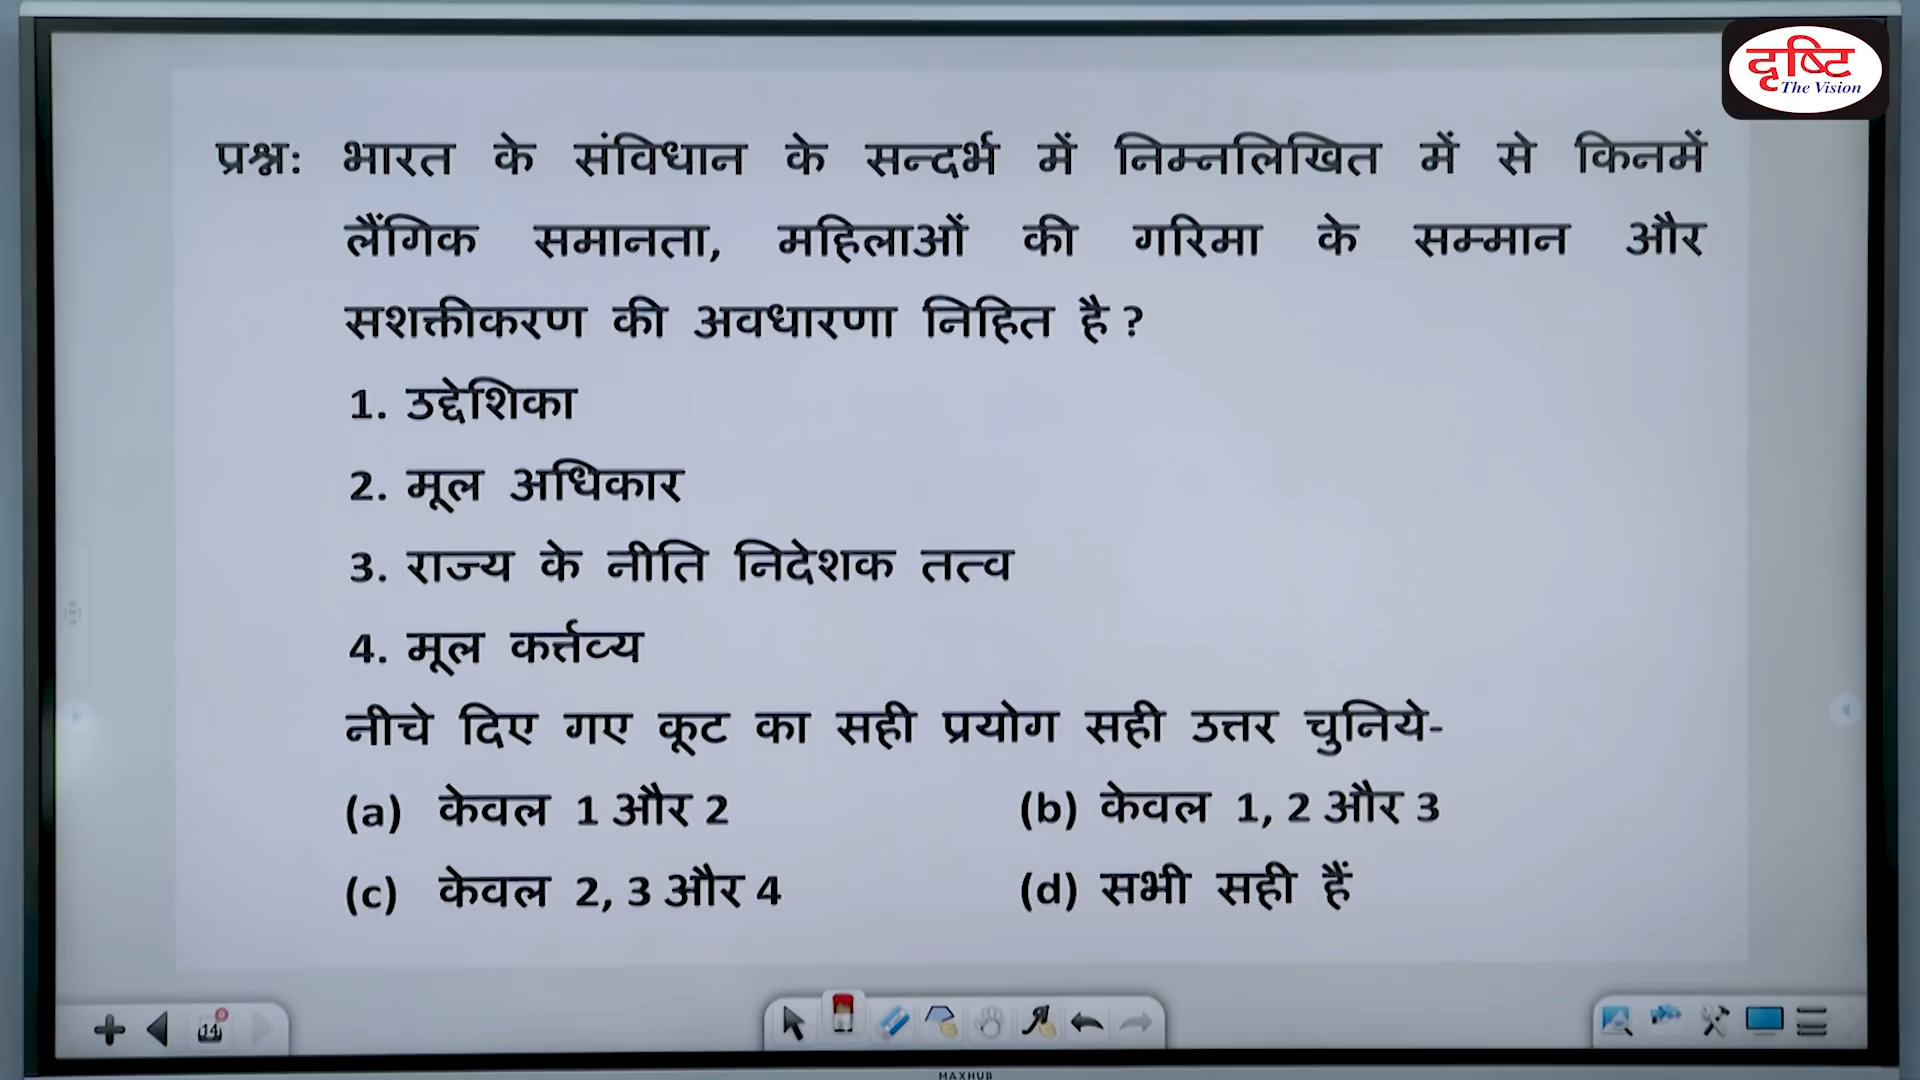 दृष्टि
The Vision
प्रश्न: भारत के संविधान के सन्दर्भ में निम्नलिखित में से किनमें
लैंगिक समानता, महिलाओं की गरिमा के सम्मान और
सशक्तीकरण की अवधारणा निहित है ?
1. उद्देशिका
2. मूल अधिकार
3. राज्य के नीति निदेशक तत्व
4. मूल कर्त्तव्य
नीचे दिए गए कूट का सही प्रयोग सही उत्तर चुनिये-
(a) केवल 1 और 2 (b) केवल 1, 2 और 3
(c) केवल 2, 3 और 4 (d) सभी सही हैं
14
MAXHUB